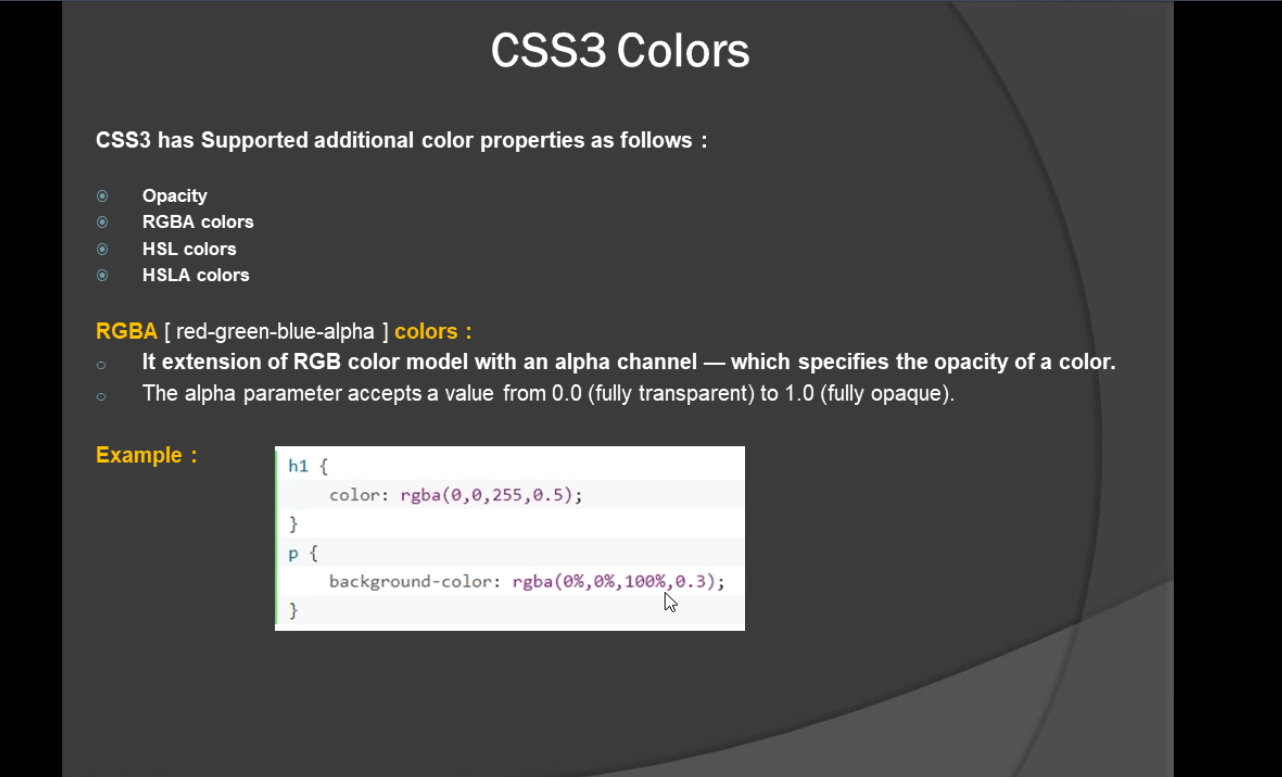 CSS3 Colors
CSS3 has Supported additional color properties as follows :
Opacity
RGBA colors
HSL colors
HSLA colors
RGBA [ red-green-blue-alpha ] colors :
It extension of RGB color model with an alpha channel — which specifies the opacity of a color.
The alpha parameter accepts a value from 0.0 (fully transparent) to 1.0 (fully opaque).
Example :
h1 {
color: rgba(0,0,255,0.5);
}
p {
background-color: rgba(0%,0%,100%,0.3);
}